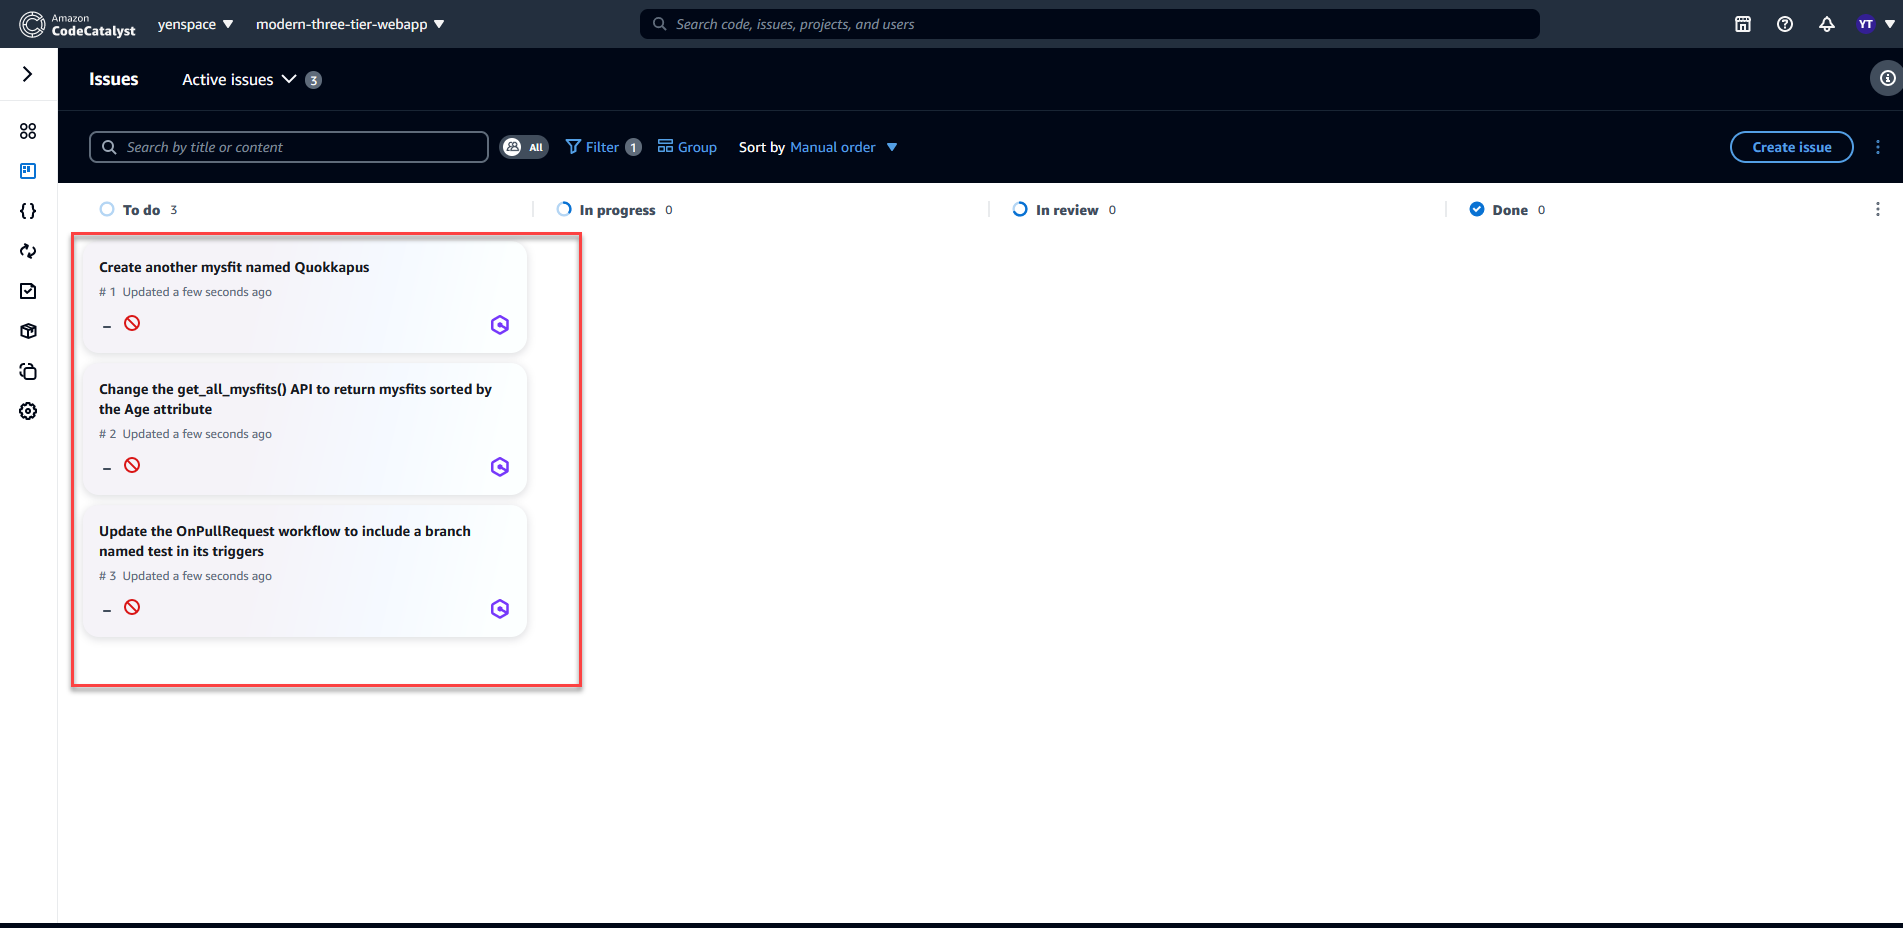 Amazon
CodeCatalyst
yenspace
modern-three-tier-webapp
Search code, issues, projects, and users
YT
Issues
Active issues 3
Search by title or content
All
Filter 1
Group
Sort by Manual order
Create issue
To do 3
In progress 0
In review 0
Done 0
Create another mysfit named Quokkapus
# 1 Updated a few seconds ago
–
Change the get_all_mysfits() API to return mysfits sorted by
the Age attribute
# 2 Updated a few seconds ago
–
Update the OnPullRequest workflow to include a branch
named test in its triggers
# 3 Updated a few seconds ago
–